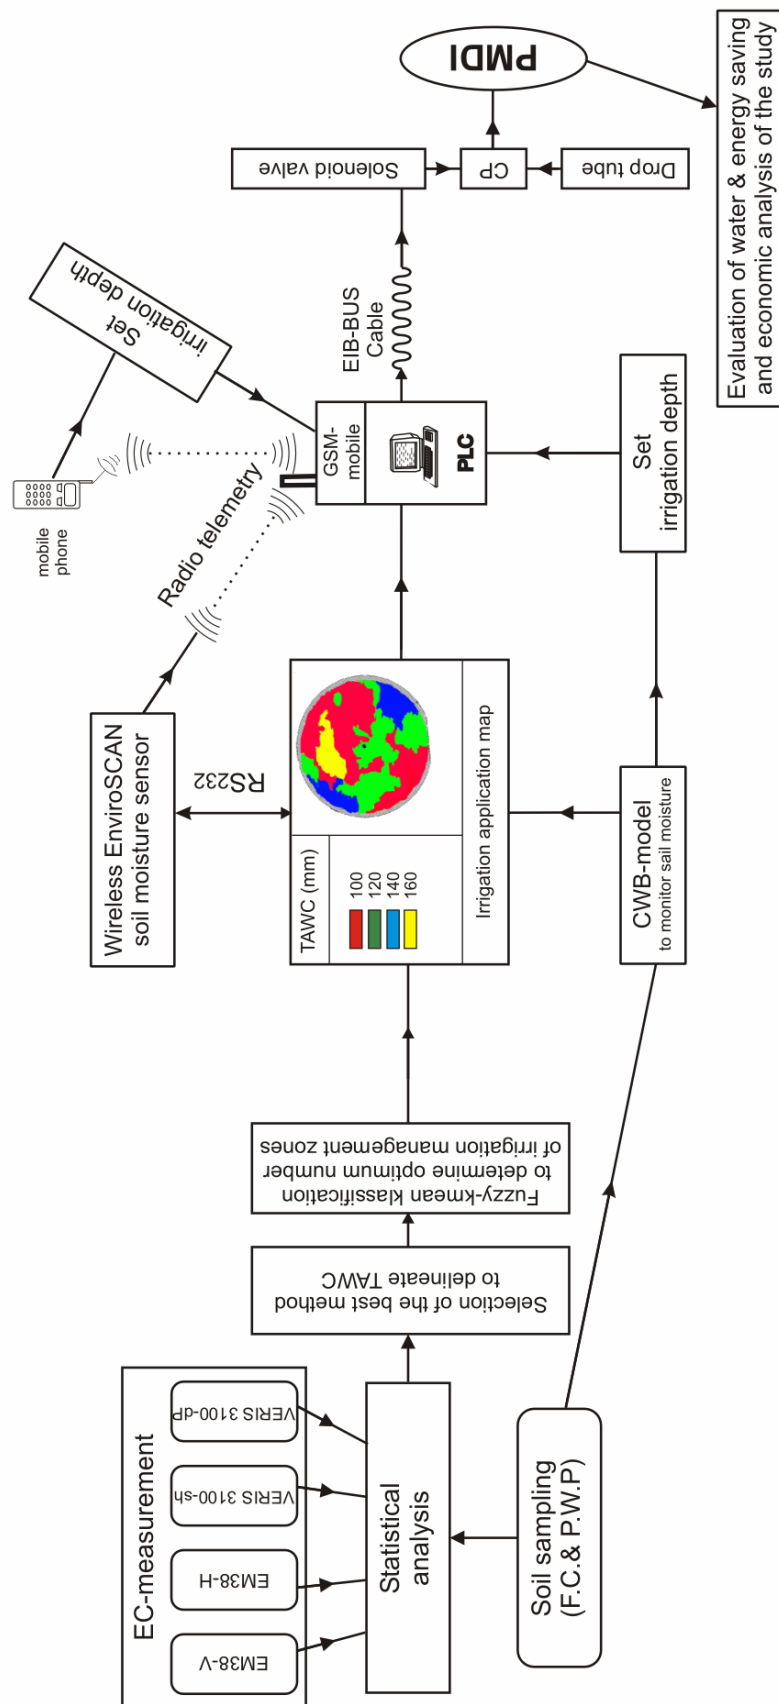 EC-measurement
EM38-V
EM38-H
VERIS 3100-sh
VERIS 3100-dP
Statistical
analysis
Soil sampling
(F.C.& P.W.P)
Selection of the best method
to delineate TAWC
Fuzzy-kmean klassification
to determine optimum number
of irrigation management zones
Wireless EnviroSCAN
soil moisture sensor
RS232
TAWC (mm)
100
120
140
160
Irrigation application map
CWB-model
to monitor sail moisture
Radio telemetry
mobile
phone
Set
irrigation depth
GSM-
mobile
PLC
Set
irrigation depth
EIB-BUS
Cable
Solenoid valve
CP
Drop tube
PMDI
Evaluation of water & energy saving
and economic analysis of the study